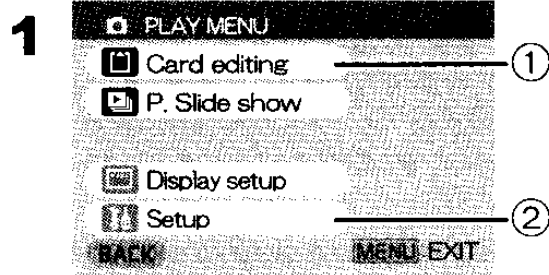 1
PLAY MENU
Card editing ①
P. Slide show
Display setup
Setup ②
BACK MENU EXIT